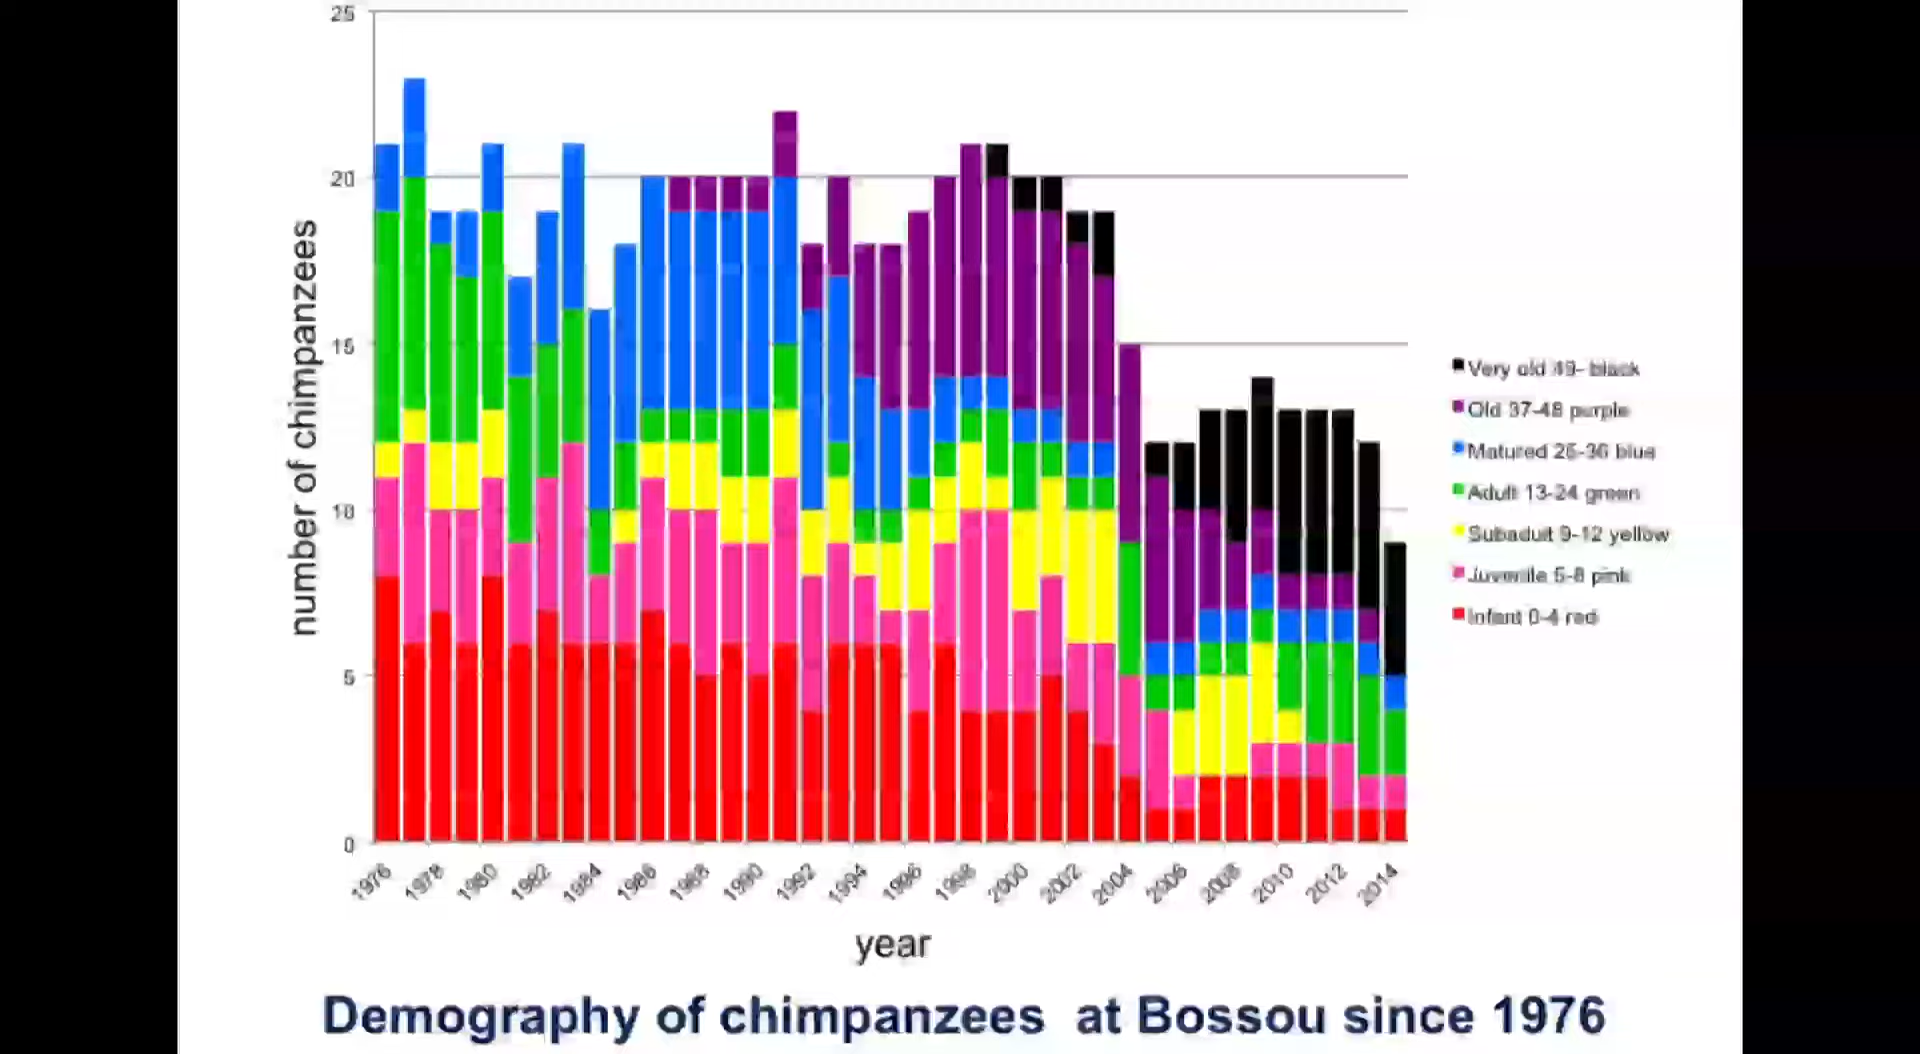 25
20
15
10
5
0
number of chimpanzees
1976 1978 1980 1982 1984 1986 1988 1990 1992 1994 1996 1998 2000 2002 2004 2006 2008 2010 2012 2014
year
Very old 49- black
Old 37-48 purple
Matured 25-36 blue
Adult 13-24 green
Subadult 9-12 yellow
Juvenile 5-8 pink
Infant 0-4 red
Demography of chimpanzees at Bossou since 1976